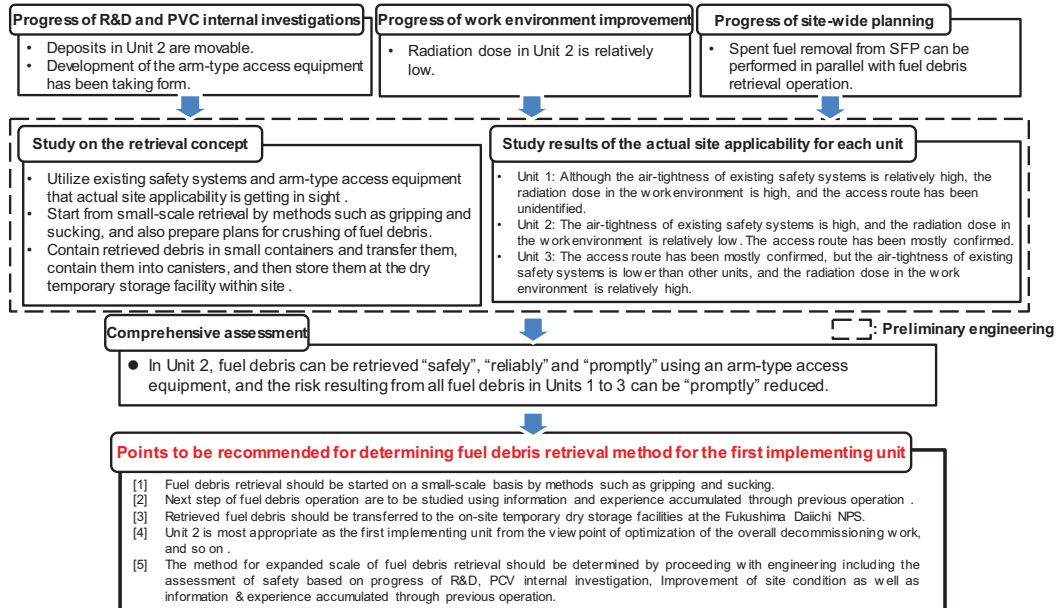 Progress of R&D and PVC internal investigations
• Deposits in Unit 2 are movable.
• Development of the arm-type access equipment
has been taking form.
Progress of work environment improvement
• Radiation dose in Unit 2 is relatively
low.
Progress of site-wide planning
• Spent fuel removal from SFP can be
performed in parallel with fuel debris
retrieval operation.
Study on the retrieval concept
• Utilize existing safety systems and arm-type access equipment
that actual site applicability is getting in sight .
• Start from small-scale retrieval by methods such as gripping and
sucking, and also prepare plans for crushing of fuel debris.
• Contain retrieved debris in small containers and transfer them,
contain them into canisters, and then store them at the dry
temporary storage facility within site .
Study results of the actual site applicability for each unit
• Unit 1: Although the air-tightness of existing safety systems is relatively high, the
radiation dose in the work environment is high, and the access route has been
unidentified.
• Unit 2: The air-tightness of existing safety systems is high, and the radiation dose in
the work environment is relatively low. The access route has been mostly confirmed.
• Unit 3: The access route has been mostly confirmed, but the air-tightness of existing
safety systems is lower than other units, and the radiation dose in the work
environment is relatively high.
Comprehensive assessment
: Preliminary engineering
● In Unit 2, fuel debris can be retrieved “safely”, “reliably” and “promptly” using an arm-type access
equipment, and the risk resulting from all fuel debris in Units 1 to 3 can be “promptly” reduced.
Points to be recommended for determining fuel debris retrieval method for the first implementing unit
[1] Fuel debris retrieval should be started on a small-scale basis by methods such as gripping and sucking.
[2] Next step of fuel debris operation are to be studied using information and experience accumulated through previous operation .
[3] Retrieved fuel debris should be transferred to the on-site temporary dry storage facilities at the Fukushima Daiichi NPS.
[4] Unit 2 is most appropriate as the first implementing unit from the view point of optimization of the overall decommissioning work,
and so on .
[5] The method for expanded scale of fuel debris retrieval should be determined by proceeding with engineering including the
assessment of safety based on progress of R&D, PCV internal investigation, Improvement of site condition as well as
information & experience accumulated through previous operation.